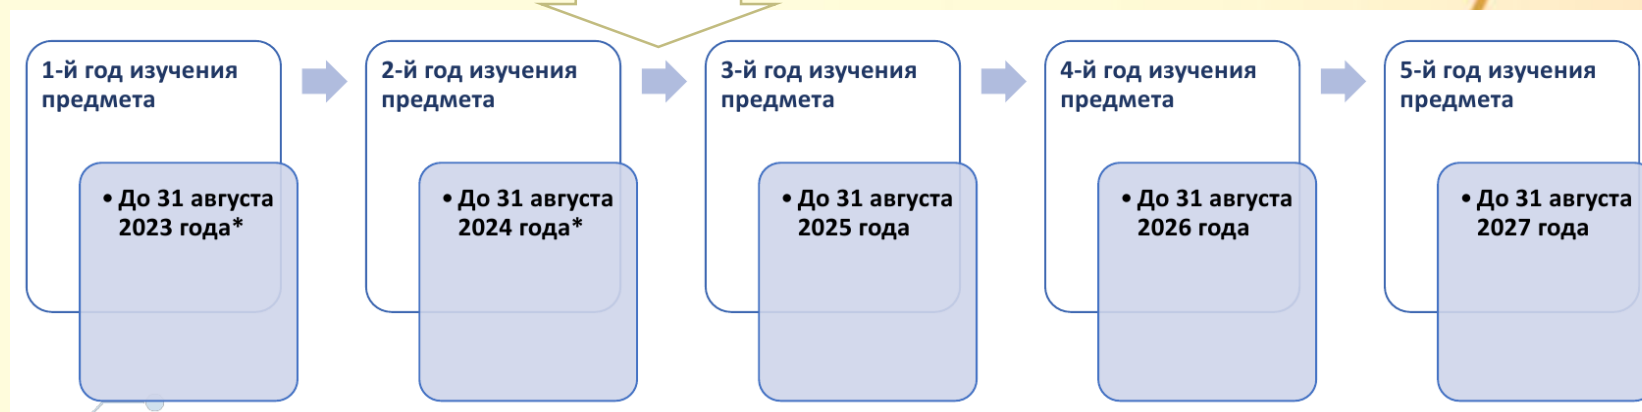 1-й год изучения
предмета
• До 31 августа
2023 года*
2-й год изучения
предмета
• До 31 августа
2024 года*
3-й год изучения
предмета
• До 31 августа
2025 года
4-й год изучения
предмета
• До 31 августа
2026 года
5-й год изучения
предмета
• До 31 августа
2027 года